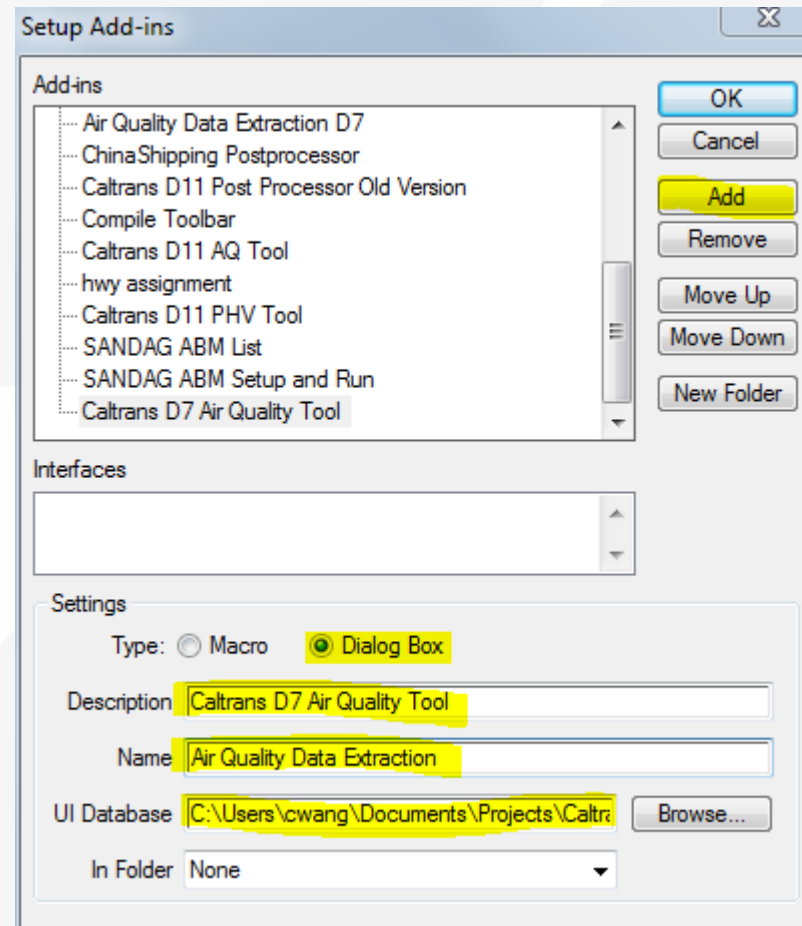 Setup Add-ins
Add-ins
Air Quality Data Extraction D7
ChinaShipping Postprocessor
Caltrans D11 Post Processor Old Version
Compile Toolbar
Caltrans D11 AQ Tool
hwy assignment
Caltrans D11 PHV Tool
SANDAG ABM List
SANDAG ABM Setup and Run
Caltrans D7 Air Quality Tool
OK
Cancel
Add
Remove
Move Up
Move Down
New Folder
Interfaces
Settings
Type: Macro Dialog Box
Description Caltrans D7 Air Quality Tool
Name Air Quality Data Extraction
UI Database C:\Users\cwang\Documents\Projects\Caltra Browse...
In Folder None